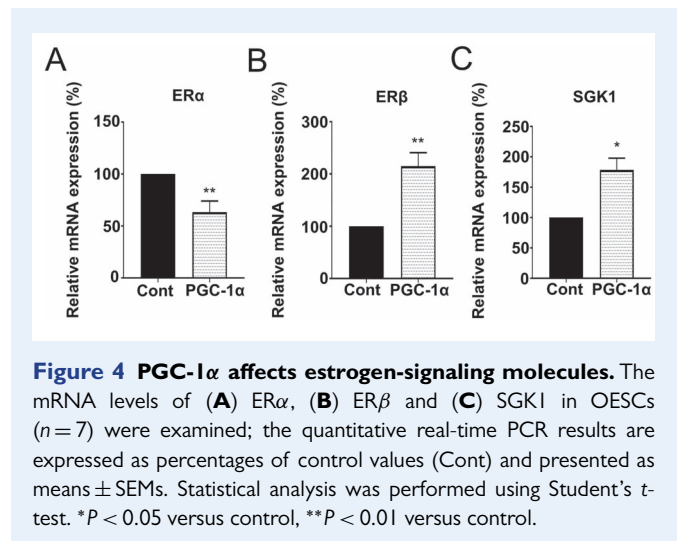 A
B
C
ERα
ERβ
SGK1
Relative mRNA expression (%)
150
100
50
0
Cont PGC-1α
**
Relative mRNA expression (%)
300
200
100
0
Cont PGC-1α
**
Relative mRNA expression (%)
250
200
150
100
50
0
Cont PGC-1α
*
Figure 4 PGC-1α affects estrogen-signaling molecules. The
mRNA levels of (A) ERα, (B) ERβ and (C) SGK1 in OESCs
(n = 7) were examined; the quantitative real-time PCR results are
expressed as percentages of control values (Cont) and presented as
means ± SEMs. Statistical analysis was performed using Student's t-
test. *P < 0.05 versus control, **P < 0.01 versus control.